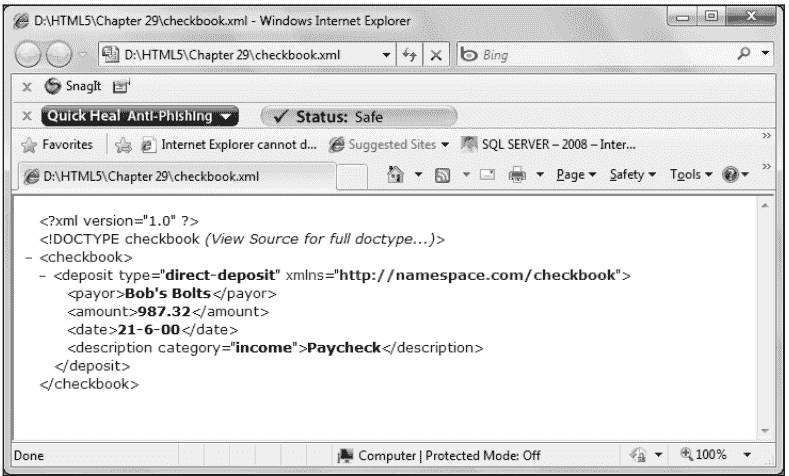 D:\HTML5\Chapter 29\checkbook.xml - Windows Internet Explorer
D:\HTML5\Chapter 29\checkbook.xml Bing
x SnagIt
x Quick Heal Anti-Phishing Status: Safe
Favorites Internet Explorer cannot d... Suggested Sites SQL SERVER – 2008 – Inter... »
D:\HTML5\Chapter 29\checkbook.xml Page Safety Tools »
<?xml version="1.0" ?>
<!DOCTYPE checkbook (View Source for full doctype...)>
– <checkbook>
– <deposit type="direct-deposit" xmlns="http://namespace.com/checkbook">
<payor>Bob's Bolts</payor>
<amount>987.32</amount>
<date>21-6-00</date>
<description category="income">Paycheck</description>
</deposit>
</checkbook>
Done Computer | Protected Mode: Off 100%